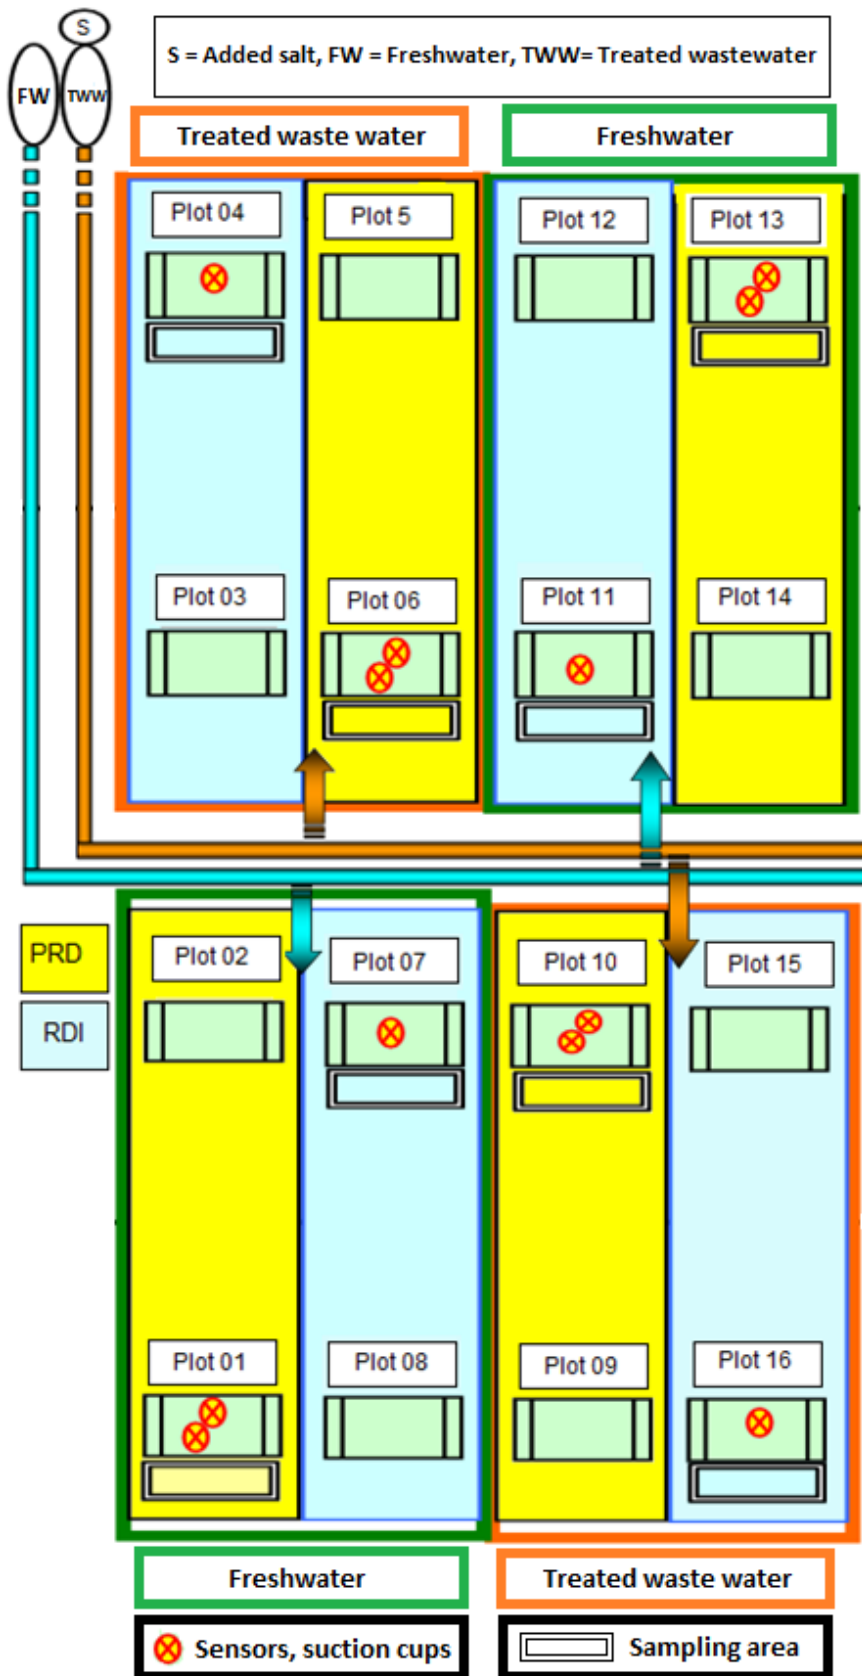 S
S = Added salt, FW = Freshwater, TWW= Treated wastewater
FW
TWW
Treated waste water
Freshwater
Plot 04
Plot 5
Plot 12
Plot 13
Plot 03
Plot 06
Plot 11
Plot 14
PRD
RDI
Plot 02
Plot 07
Plot 10
Plot 15
Plot 01
Plot 08
Plot 09
Plot 16
Freshwater
Treated waste water
Sensors, suction cups
Sampling area